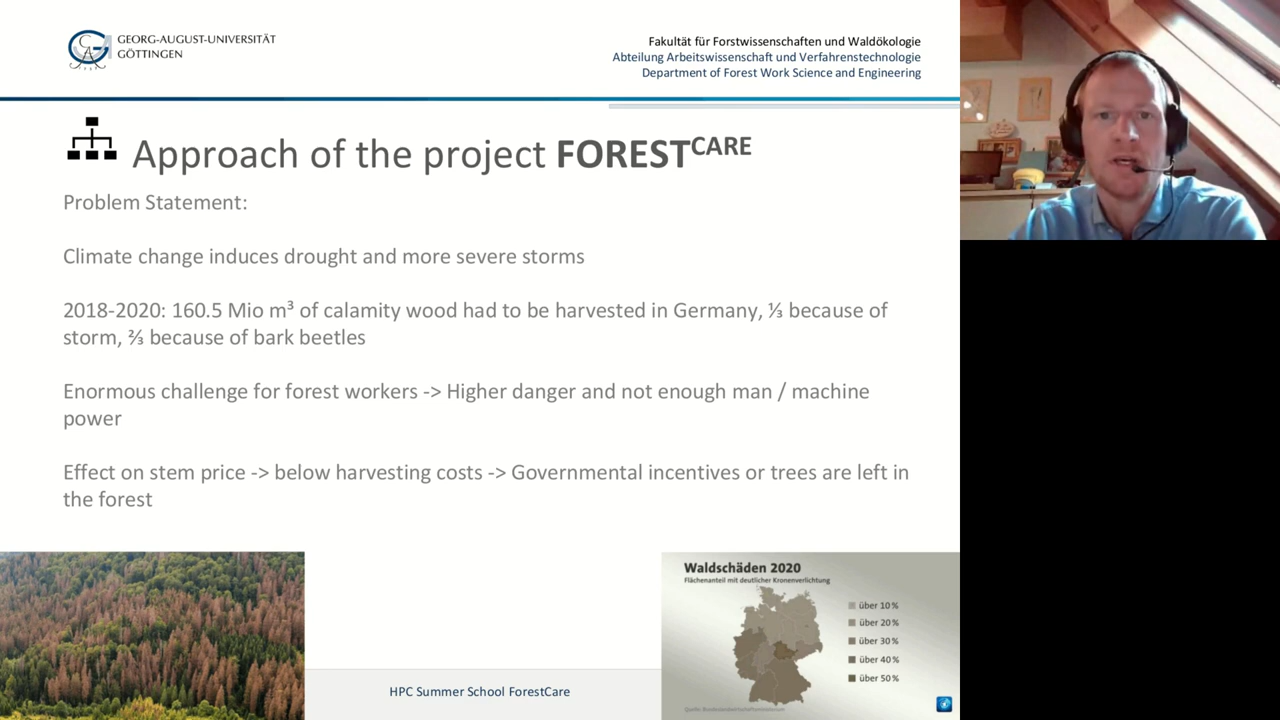 GEORG-AUGUST-UNIVERSITÄT
GÖTTINGEN
Fakultät für Forstwissenschaften und Waldökologie
Abteilung Arbeitswissenschaft und Verfahrenstechnologie
Department of Forest Work Science and Engineering
Approach of the project FORESTCARE
Problem Statement:
Climate change induces drought and more severe storms
2018-2020: 160.5 Mio m³ of calamity wood had to be harvested in Germany, ⅓ because of
storm, ⅔ because of bark beetles
Enormous challenge for forest workers -> Higher danger and not enough man / machine
power
Effect on stem price -> below harvesting costs -> Governmental incentives or trees are left in
the forest
Waldschäden 2020
Flächenanteil mit deutlicher Kronenverlichtung
über 10%
über 20%
über 30%
über 40%
über 50%
HPC Summer School ForestCare